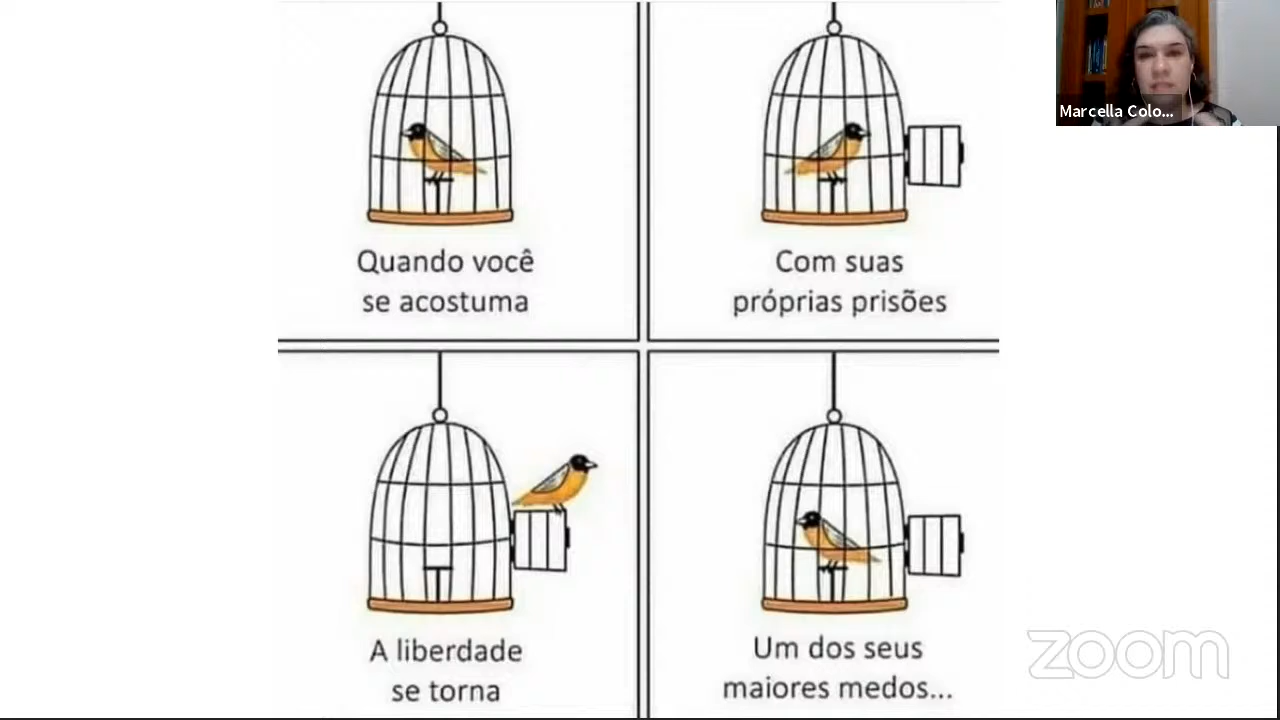 Quando você
se acostuma
Com suas
próprias prisões
A liberdade
se torna
Um dos seus
maiores medos...
Marcella Colo...
zoom